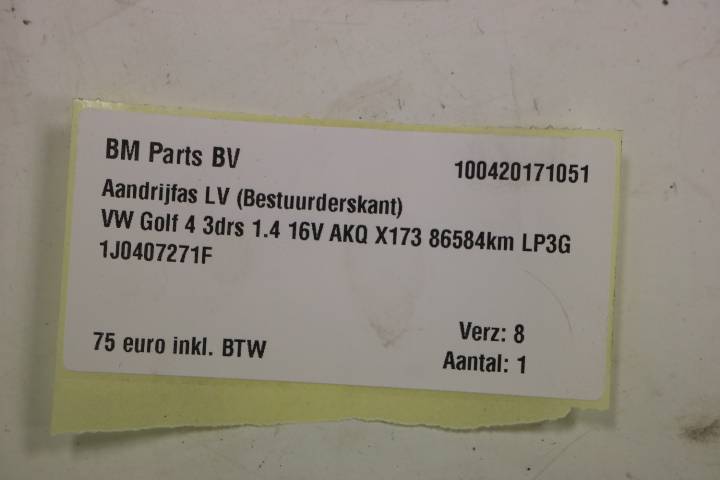 BM Parts BV 100420171051
Aandrijfas LV (Bestuurderskant)
VW Golf 4 3drs 1.4 16V AKQ X173 86584km LP3G
1J0407271F
75 euro inkl. BTW Verz: 8
Aantal: 1